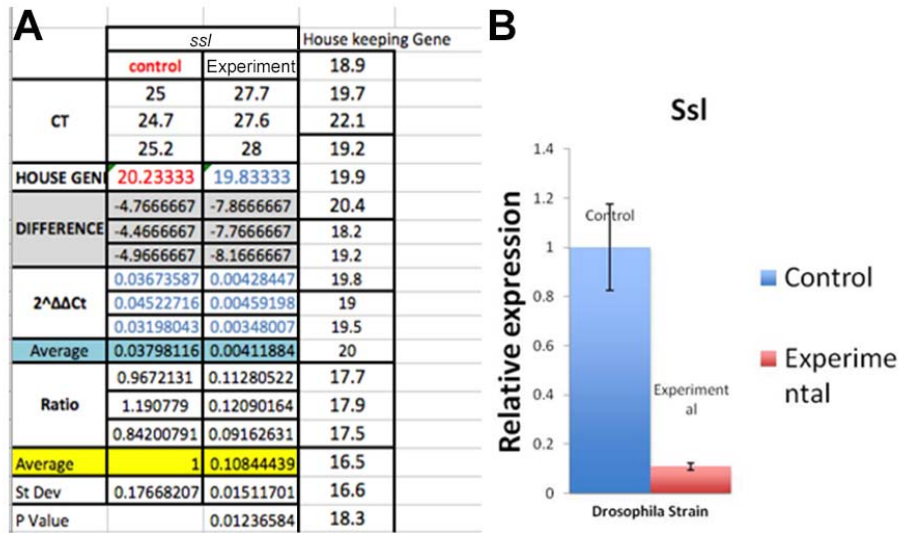 A
ssl House keeping Gene
control Experiment 18.9
CT 25 27.7 19.7
24.7 27.6 22.1
25.2 28 19.2
HOUSE GENI 20.23333 19.83333 19.9
DIFFERENCE -4.7666667 -7.8666667 20.4
-4.4666667 -7.7666667 18.2
-4.9666667 -8.1666667 19.2
2^ΔΔCt 0.03673587 0.00428447 19.8
0.04522716 0.00459198 19
0.03198043 0.00348007 19.5
Average 0.03798116 0.00411884 20
Ratio 0.9672131 0.11280522 17.7
1.190779 0.12090164 17.9
0.84200791 0.09162631 17.5
Average 1 0.10844439 16.5
St Dev 0.17668207 0.01511701 16.6
P Value 0.01236584 18.3
B
Ssl
Relative expression
1.4
1.2
1
0.8
0.6
0.4
0.2
0
Control
Experiment
al
Drosophila Strain
Control
Experime
ntal